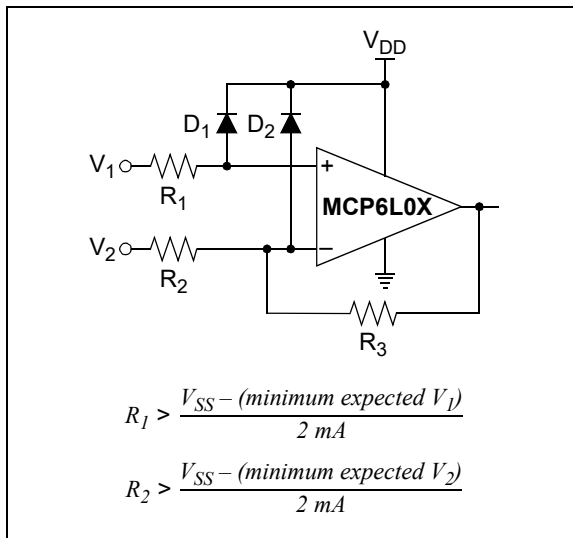 V_DD
D_1 D_2
V_1
R_1
+
MCP6L0X
V_2
R_2
−
R_3
R_1 > V_SS – (minimum expected V_1) / 2 mA
R_2 > V_SS – (minimum expected V_2) / 2 mA